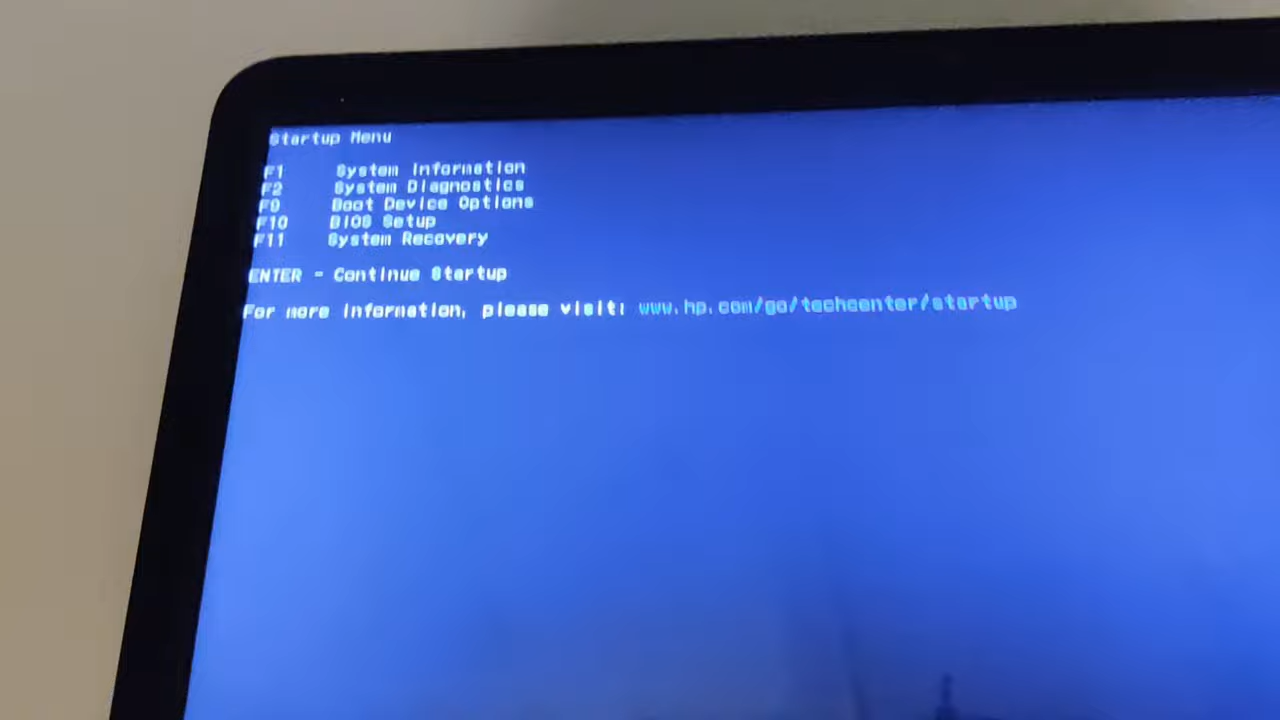 Startup Menu
F1 System Information
F2 System Diagnostics
F9 Boot Device Options
F10 BIOS Setup
F11 System Recovery
ENTER - Continue Startup
For more information, please visit: www.hp.com/go/techcenter/startup